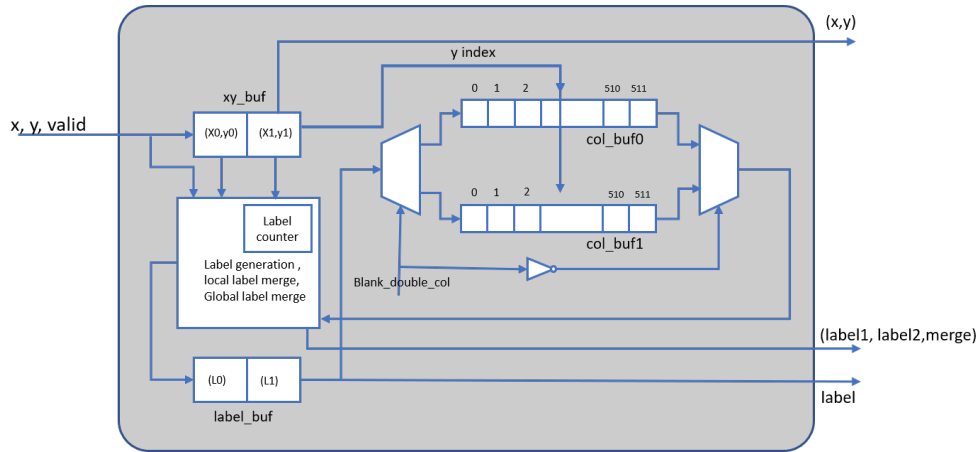 (x,y)
y index
xy_buf
0 1 2 510 511
x, y, valid
(X0,y0) (X1,y1)
col_buf0
0 1 2 510 511
Label
counter
col_buf1
Label generation ,
local label merge,
Global label merge
Blank_double_col
(label1, label2,merge)
(L0) (L1)
label
label_buf